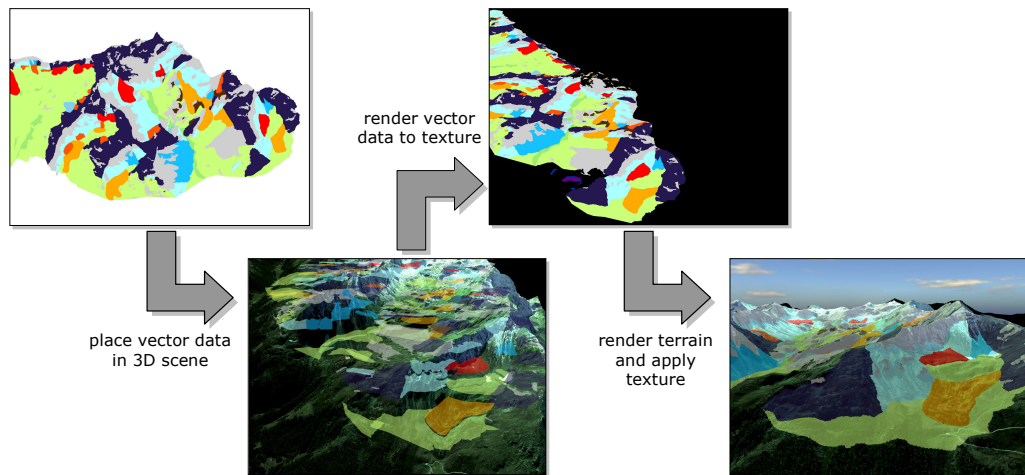 render vector
data to texture
place vector data
in 3D scene
render terrain
and apply
texture